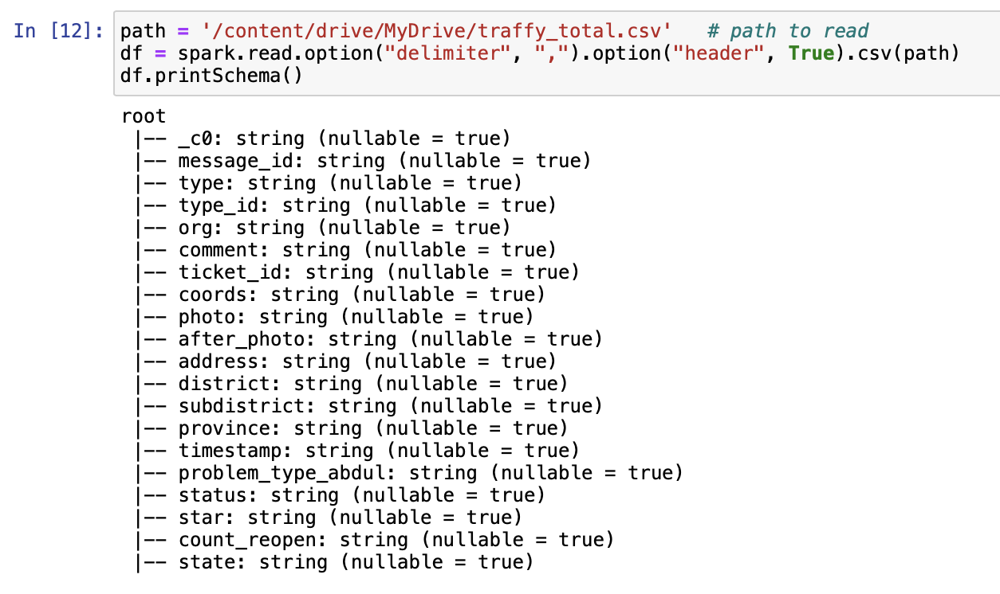 In [12]: path = '/content/drive/MyDrive/traffy_total.csv'   # path to read
df = spark.read.option("delimiter", ",").option("header", True).csv(path)
df.printSchema()
root
 |-- _c0: string (nullable = true)
 |-- message_id: string (nullable = true)
 |-- type: string (nullable = true)
 |-- type_id: string (nullable = true)
 |-- org: string (nullable = true)
 |-- comment: string (nullable = true)
 |-- ticket_id: string (nullable = true)
 |-- coords: string (nullable = true)
 |-- photo: string (nullable = true)
 |-- after_photo: string (nullable = true)
 |-- address: string (nullable = true)
 |-- district: string (nullable = true)
 |-- subdistrict: string (nullable = true)
 |-- province: string (nullable = true)
 |-- timestamp: string (nullable = true)
 |-- problem_type_abdul: string (nullable = true)
 |-- status: string (nullable = true)
 |-- star: string (nullable = true)
 |-- count_reopen: string (nullable = true)
 |-- state: string (nullable = true)